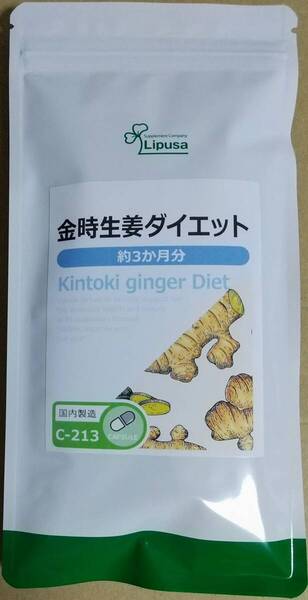 Supplement Company
Lipusa
金時生姜ダイエット
約3か月分
Kintoki ginger Diet
国内製造
C-213
CAPSULE